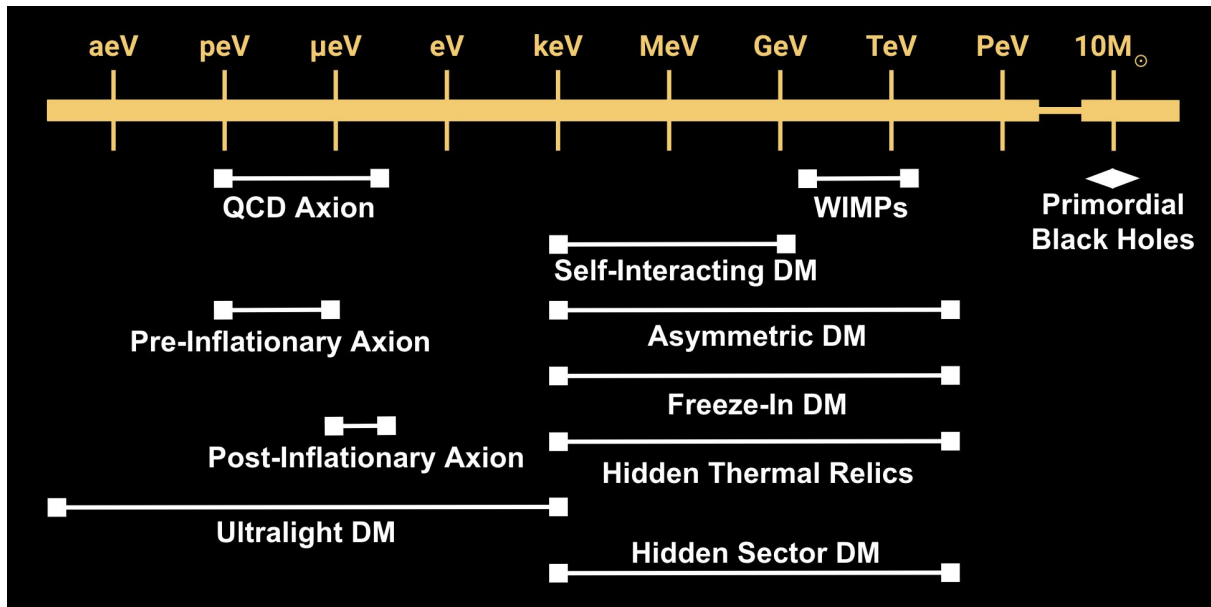 aeV peV µeV eV keV MeV GeV TeV PeV 10M☉
QCD Axion
WIMPs
Primordial
Black Holes
Self-Interacting DM
Pre-Inflationary Axion
Asymmetric DM
Freeze-In DM
Post-Inflationary Axion
Hidden Thermal Relics
Ultralight DM
Hidden Sector DM